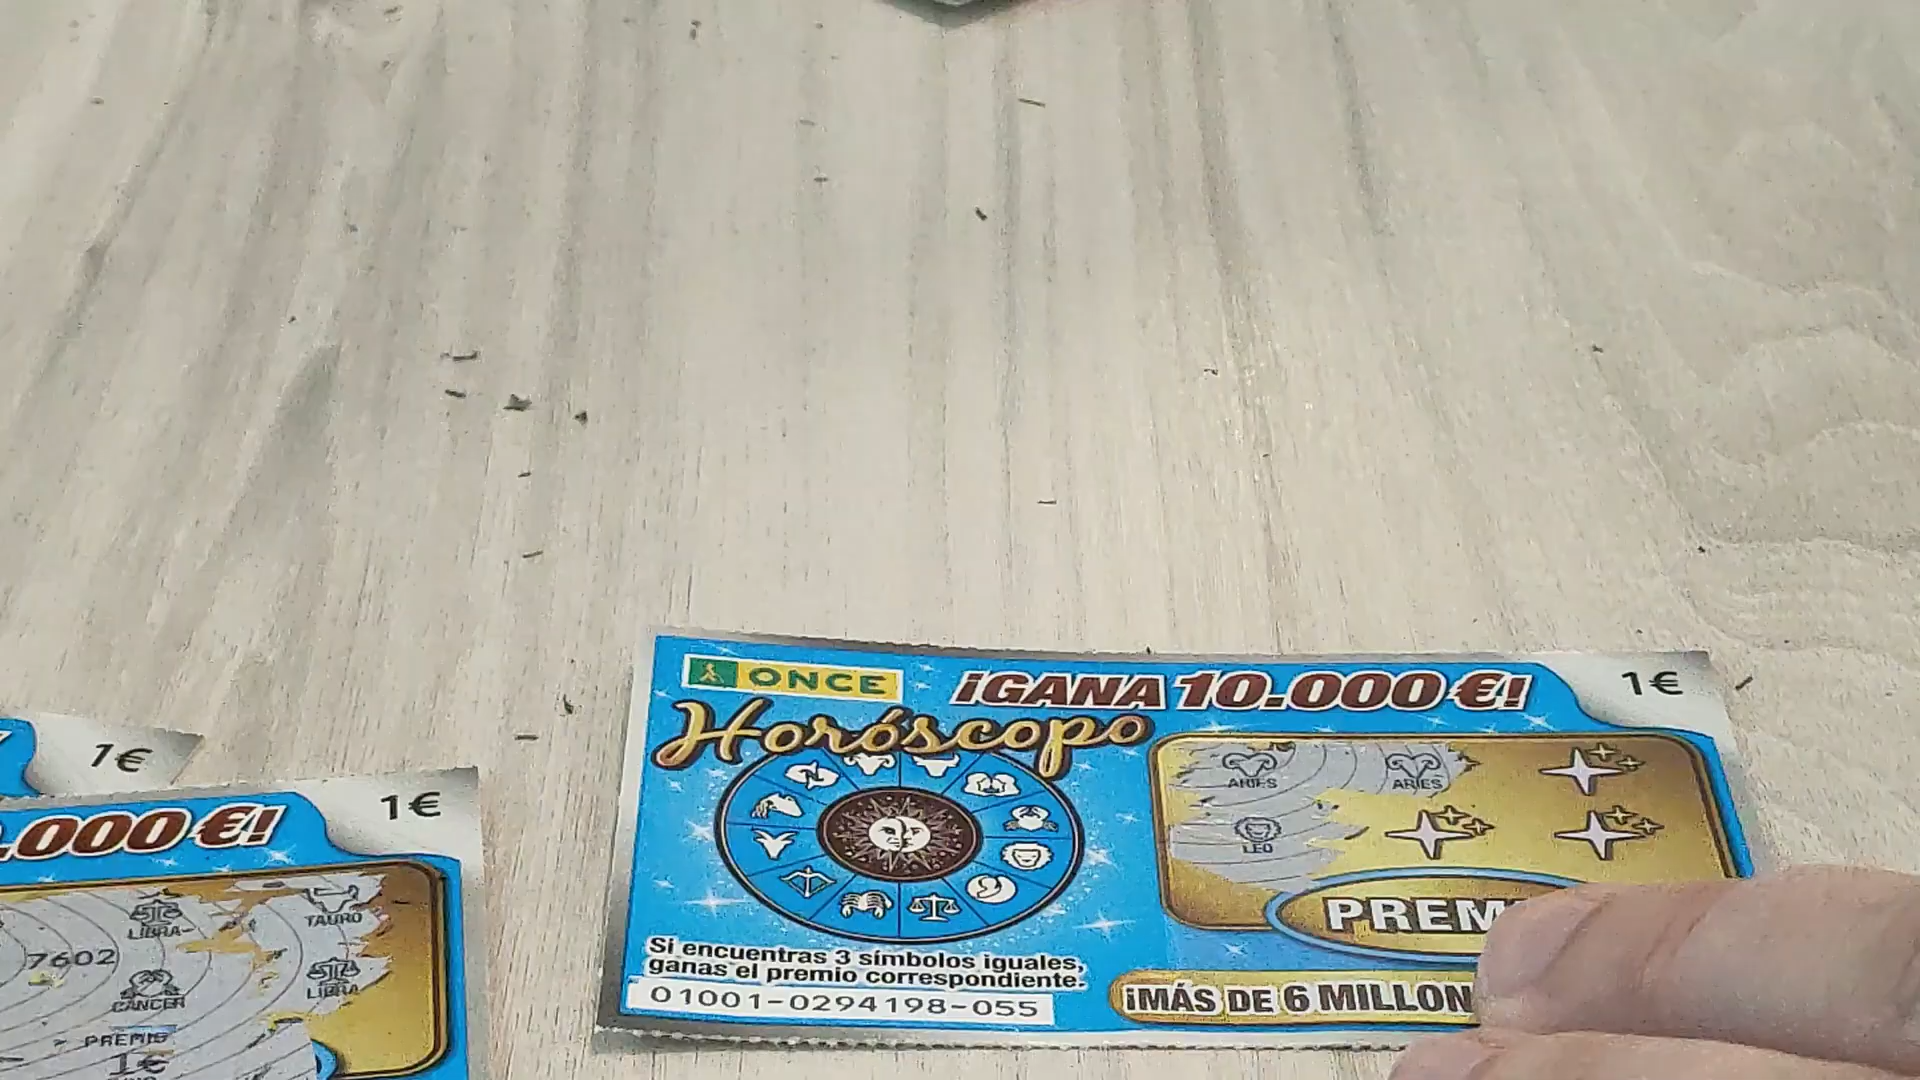 ONCE
¡GANA 10.000 €!
1€
Horóscopo
ARIES
ARIES
LEO
PREM
Si encuentras 3 símbolos iguales,
ganas el premio correspondiente.
01001-0294198-055
¡MÁS DE 6 MILLON
1€
.000 €!
1€
LIBRA
TAURO
7602
CÁNCER
LIBRA
PREMIO
1€